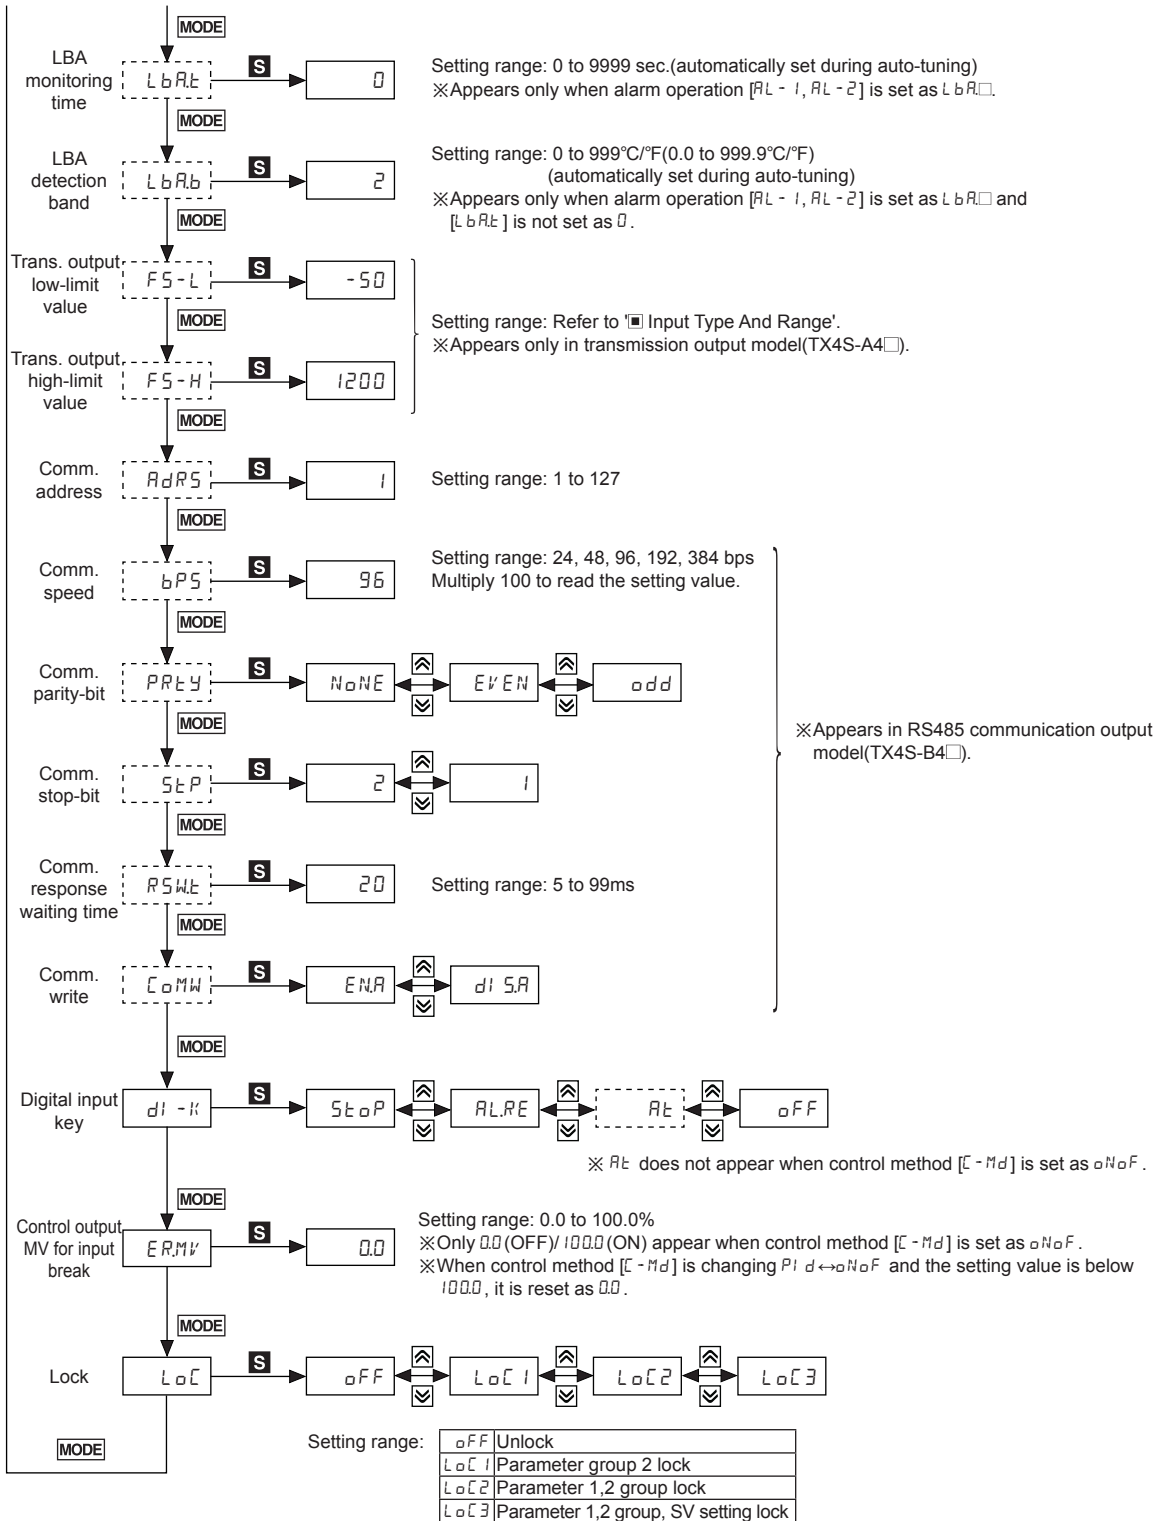 MODE
LBA
monitoring
time
LbA.t
S
0
Setting range: 0 to 9999 sec.(automatically set during auto-tuning)
※Appears only when alarm operation [AL-1, AL-2] is set as LbA.□.
MODE
LBA
detection
band
LbA.b
S
2
Setting range: 0 to 999°C/°F(0.0 to 999.9°C/°F)
(automatically set during auto-tuning)
※Appears only when alarm operation [AL-1, AL-2] is set as LbA.□ and
[LbA.t] is not set as 0.
MODE
Trans. output
low-limit
value
FS-L
S
-50
MODE
Setting range: Refer to '▣ Input Type And Range'.
※Appears only in transmission output model(TX4S-A4□).
Trans. output
high-limit
value
FS-H
S
1200
MODE
Comm.
address
AdRS
S
1
Setting range: 1 to 127
MODE
Comm.
speed
bPS
S
96
Setting range: 24, 48, 96, 192, 384 bps
Multiply 100 to read the setting value.
MODE
Comm.
parity-bit
PRtY
S
NoNE
EVEN
odd
MODE
※Appears in RS485 communication output
model(TX4S-B4□).
Comm.
stop-bit
StP
S
2
1
MODE
Comm.
response
waiting time
RSW.t
S
20
Setting range: 5 to 99ms
MODE
Comm.
write
CoMW
S
EN.A
dIS.A
MODE
Digital input
key
dI-K
S
StoP
AL.RE
At
oFF
※ At does not appear when control method [C-Md] is set as oNoF.
MODE
Control output
MV for input
break
ER.MV
S
0.0
Setting range: 0.0 to 100.0%
※Only 0.0 (OFF)/ 100.0 (ON) appear when control method [C-Md] is set as oNoF.
※When control method [C-Md] is changing PId↔oNoF and the setting value is below
100.0, it is reset as 0.0.
MODE
Lock
LoC
S
oFF
LoC1
LoC2
LoC3
MODE
Setting range:
oFF Unlock
LoC1 Parameter group 2 lock
LoC2 Parameter 1,2 group lock
LoC3 Parameter 1,2 group, SV setting lock